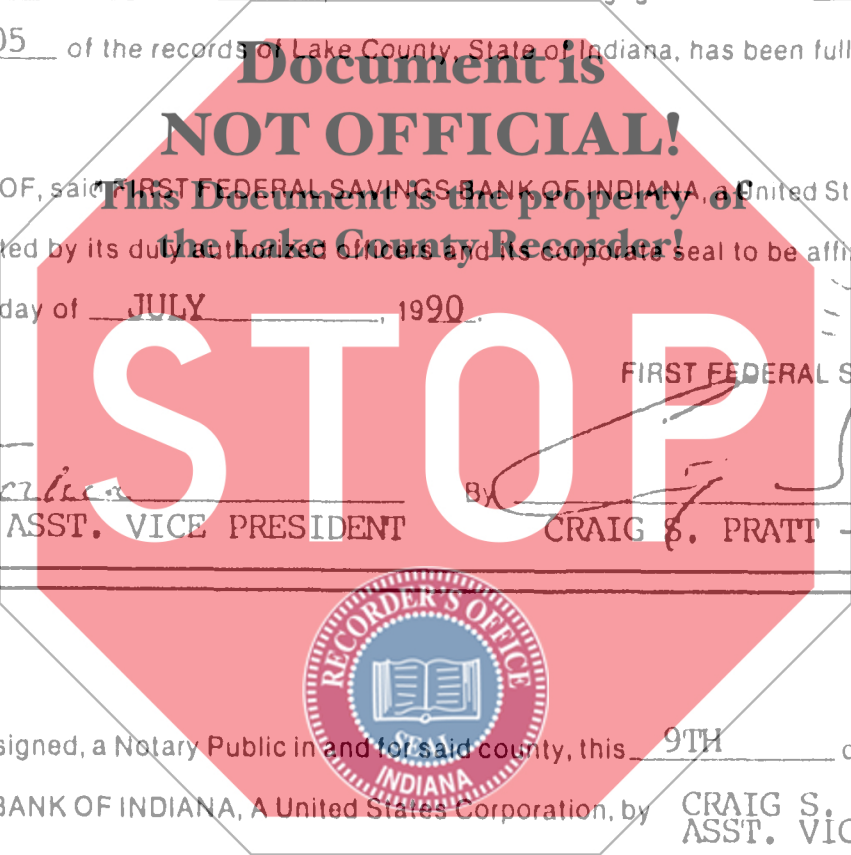 05 of the records of Lake County, State of Indiana, has been full
Document is
NOT OFFICIAL!
OF, said FIRST FEDERAL SAVINGS BANK OF INDIANA, a United St
This Document is the property of
ted by its duly authorized officers and its corporate seal to be affi
the Lake County Recorder!
day of JULY, 1990.
STOP
FIRST FEDERAL S
By
ASST. VICE PRESIDENT CRAIG S. PRATT -
RECORDER'S OFFICE
SEAL
INDIANA
signed, a Notary Public in and for said county, this 9TH
BANK OF INDIANA, A United States Corporation, by CRAIG S.
ASST. VIC